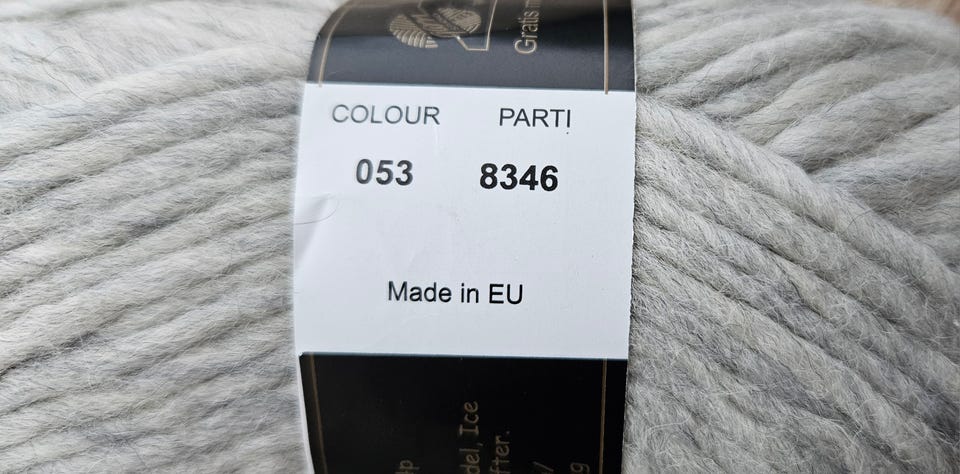 Gratis m
COLOUR PARTI
053 8346
Made in EU
del, Ice
fter.